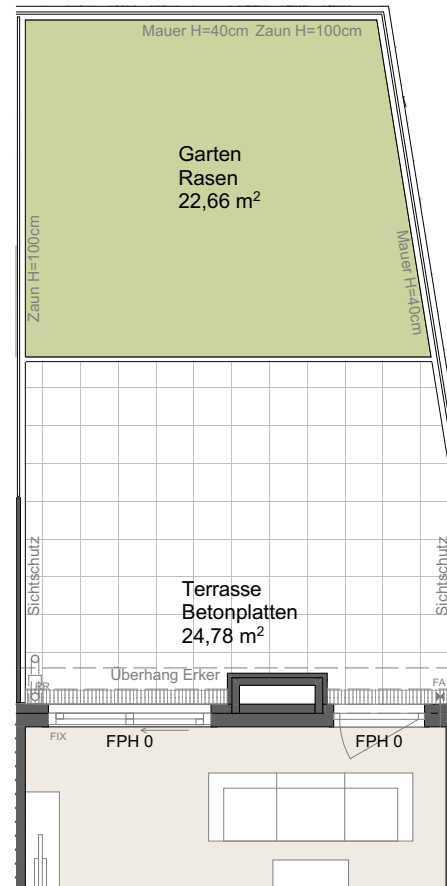 Mauer H=40cm Zaun H=100cm
Garten
Rasen
22,66 m²
Zaun H=100cm
Mauer H=40cm
Sichtschutz
Sichtschutz
Terrasse
Betonplatten
24,78 m²
Überhang Erker
RR
FA
FIX
FPH 0
FPH 0